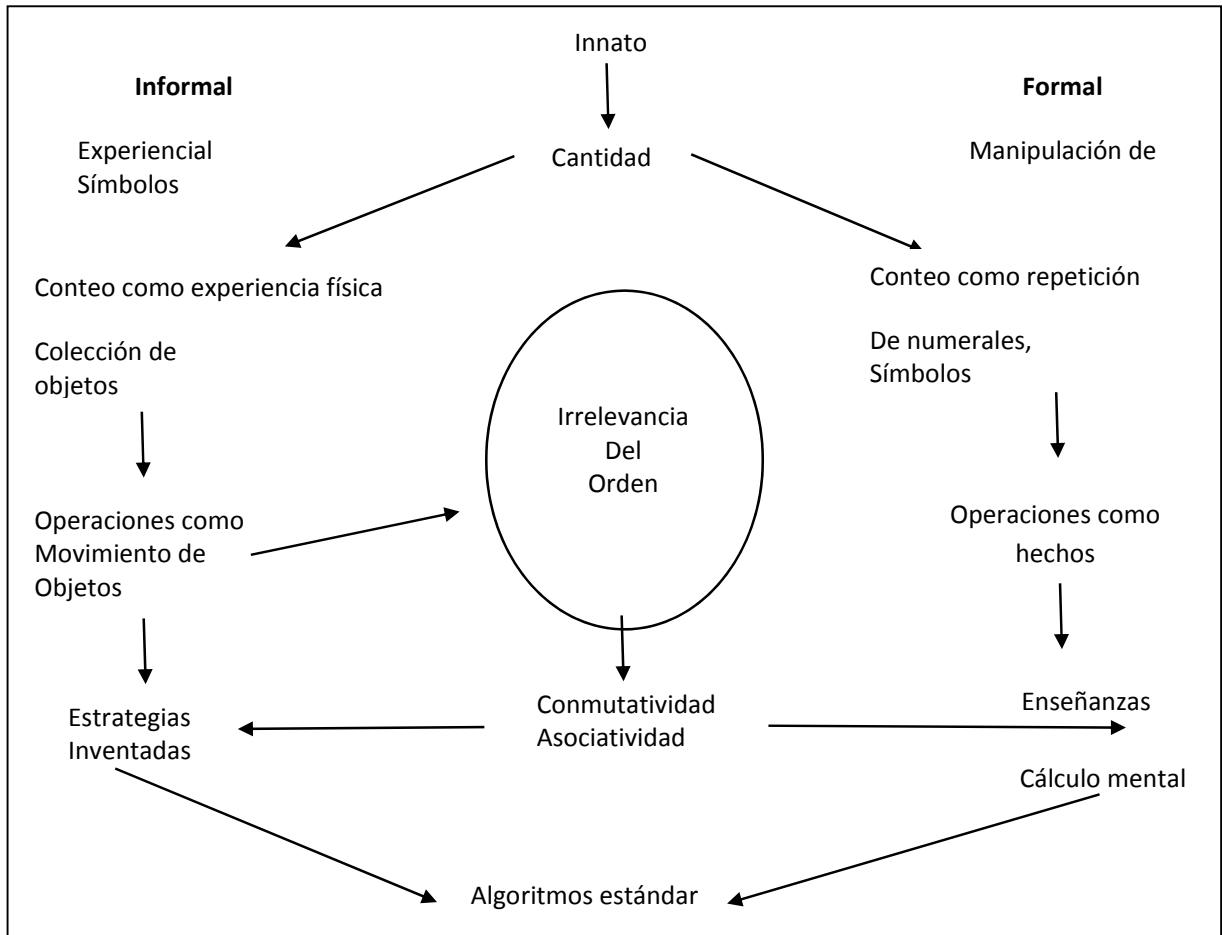 Innato
Informal
Formal
Experiencial
Símbolos
Cantidad
Manipulación de
Conteo como experiencia física
Conteo como repetición
Colección de
objetos
De numerales,
Símbolos
Irrelevancia
Del
Orden
Operaciones como
Movimiento de
Objetos
Operaciones como
hechos
Estrategias
Inventadas
Conmutatividad
Asociatividad
Enseñanzas
Cálculo mental
Algoritmos estándar